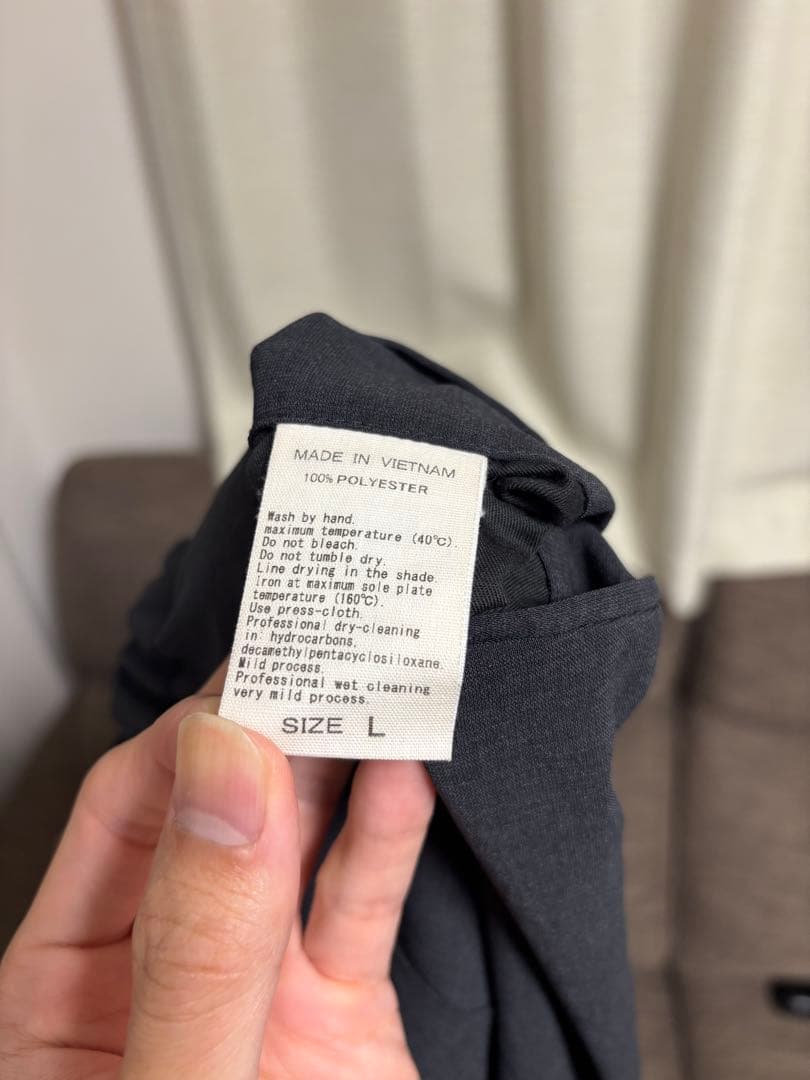 MADE IN VIETNAM
100% POLYESTER
Wash by hand.
maximum temperature (40℃).
Do not bleach.
Do not tumble dry.
Line drying in the shade.
Iron at maximum sole plate
temperature (160℃).
Use press-cloth.
Professional dry-cleaning
in: hydrocarbons,
decamethylpentacyclosiloxane.
Mild process.
Professional wet cleaning
very mild process.
SIZE L